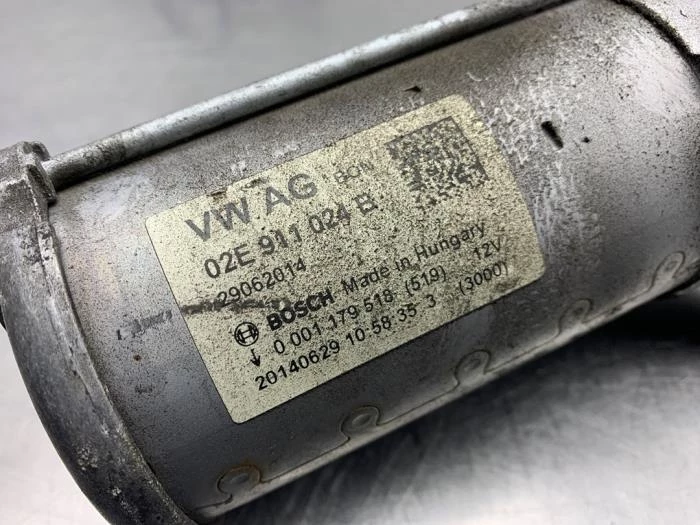 VW AG BOW
02E 911 024 B
29062014
BOSCH Made in Hungary
0 001 179 518 (519) 12V
20140629 10 58 35 3 (3000)